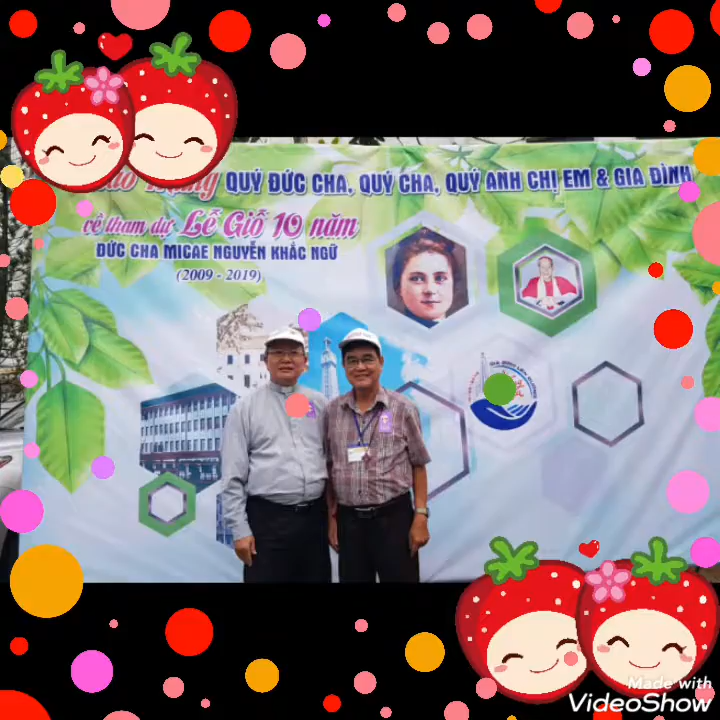 QUÝ ĐỨC CHA, QUÝ CHA, QUÝ ANH CHỊ EM & GIA ĐÌNH
về tham dự Lễ Giỗ 10 năm
ĐỨC CHA MICAE NGUYỄN KHẮC NGỮ
(2009 - 2019)
Made with
VideoShow